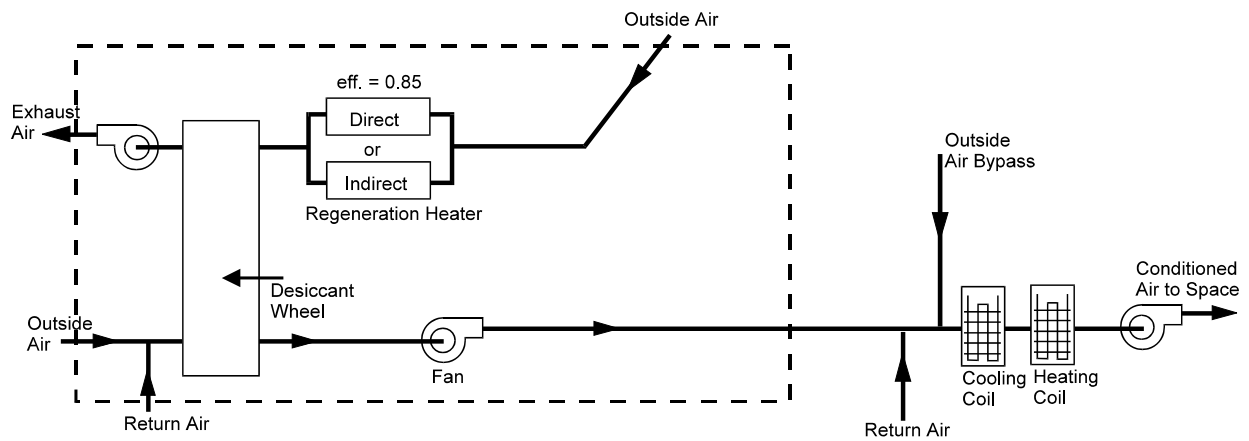 Outside Air
eff. = 0.85
Exhaust
Air
Direct
or
Indirect
Regeneration Heater
Outside
Air Bypass
Desiccant
Wheel
Conditioned
Air to Space
Outside
Air
Fan
Cooling
Coil
Heating
Coil
Return Air
Return Air